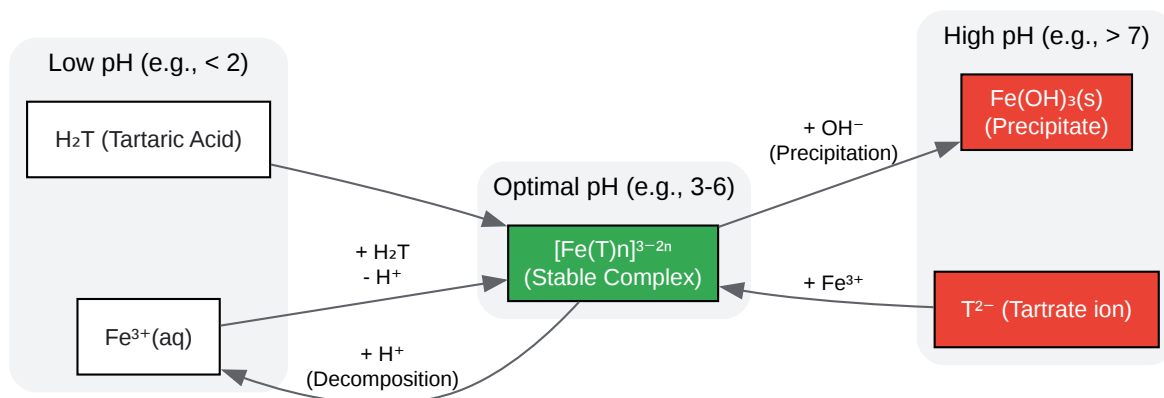 Low pH (e.g., < 2)
H₂T (Tartaric Acid)
Fe³⁺(aq)
+ H₂T
- H⁺
+ H⁺
(Decomposition)
Optimal pH (e.g., 3-6)
[Fe(T)n]³⁻²ⁿ
(Stable Complex)
+ OH⁻
(Precipitation)
+ Fe³⁺
High pH (e.g., > 7)
Fe(OH)₃(s)
(Precipitate)
T²⁻ (Tartrate ion)